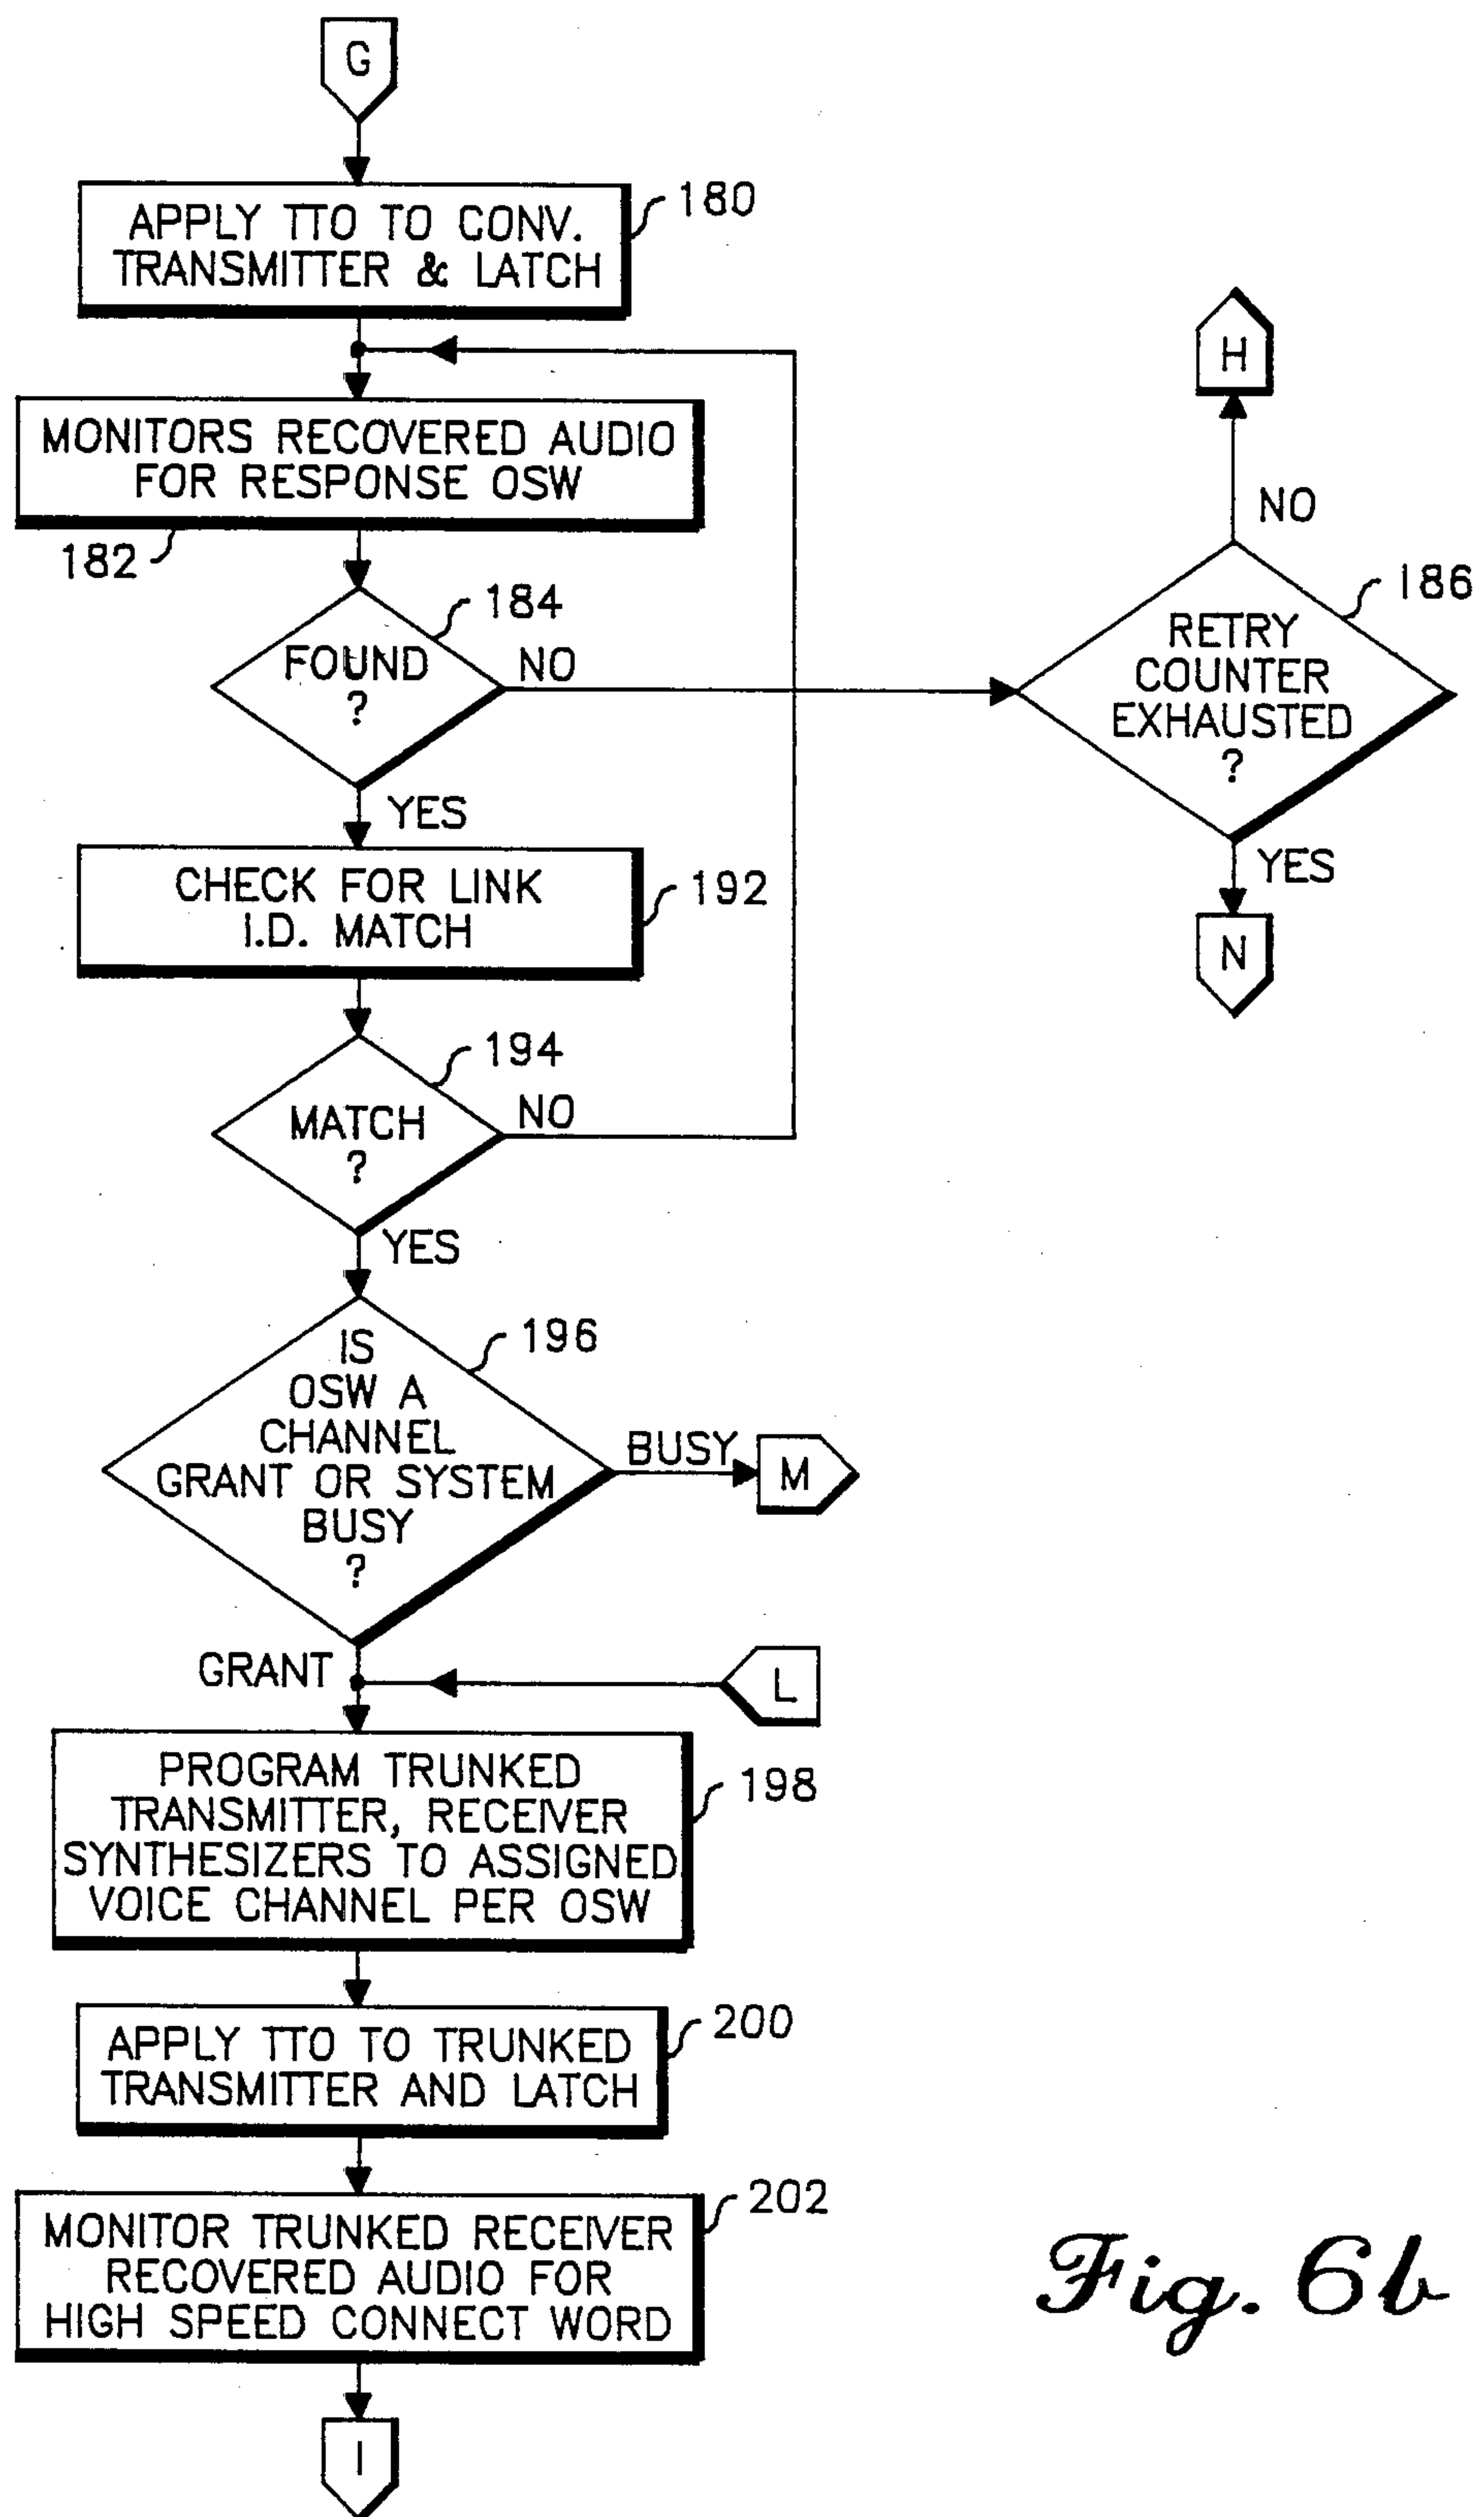 G
APPLY TTO TO CONV.
TRANSMITTER & LATCH
180
MONITORS RECOVERED AUDIO
FOR RESPONSE OSW
182
H
NO
FOUND
?
184
NO
RETRY
COUNTER
EXHAUSTED
?
186
YES
YES
N
CHECK FOR LINK
I.D. MATCH
192
MATCH
?
194
NO
YES
IS
OSW A
CHANNEL
GRANT OR SYSTEM
BUSY
?
196
BUSY
M
GRANT
L
PROGRAM TRUNKED
TRANSMITTER, RECEIVER
SYNTHESIZERS TO ASSIGNED
VOICE CHANNEL PER OSW
198
APPLY TTO TO TRUNKED
TRANSMITTER AND LATCH
200
MONITOR TRUNKED RECEIVER
RECOVERED AUDIO FOR
HIGH SPEED CONNECT WORD
202
I
Fig. 6b